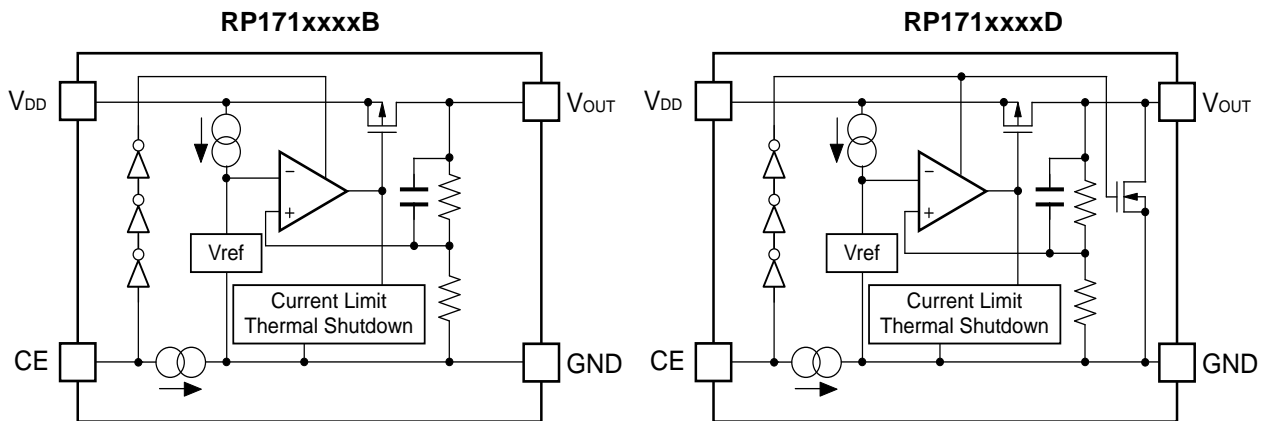 RP171xxxxB
VDD
VOUT
−
+
Vref
Current Limit
Thermal Shutdown
CE
GND
RP171xxxxD
VDD
VOUT
−
+
Vref
Current Limit
Thermal Shutdown
CE
GND